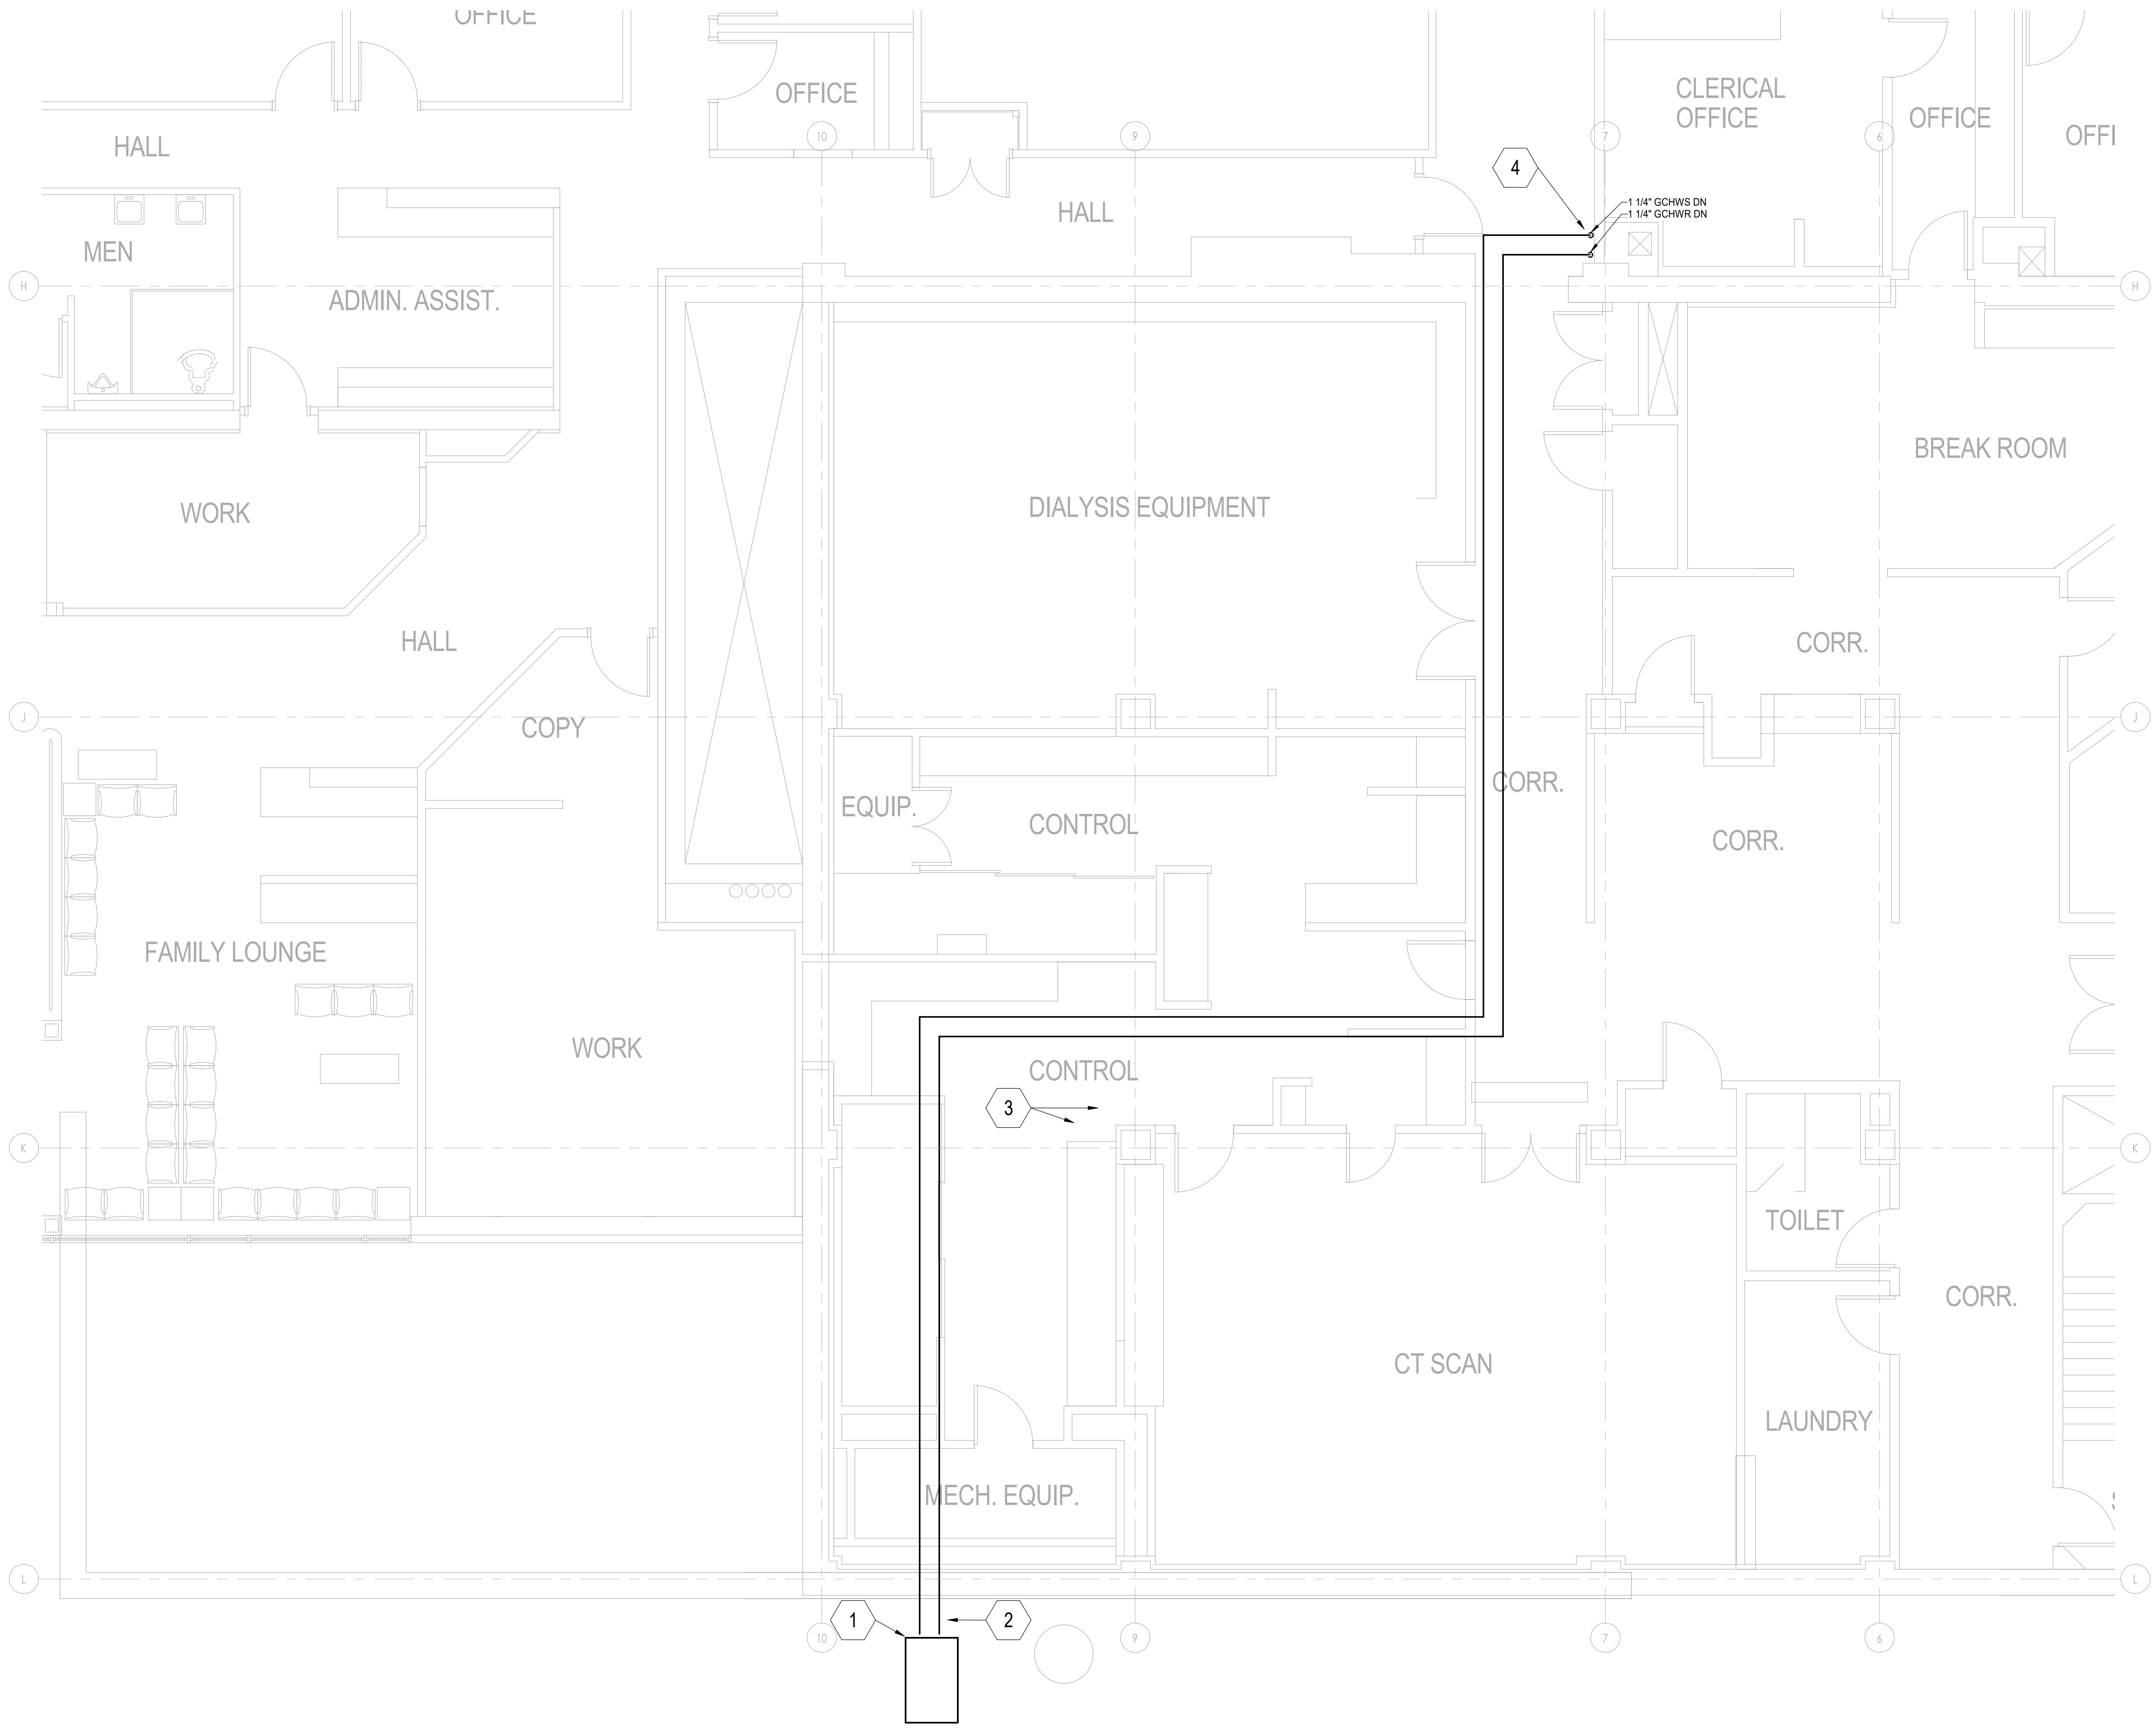 OFFICE
OFFICE
CLERICAL
OFFICE
OFFICE
OFFI
10
9
7
6
HALL
4
1 1/4" GCHWS DN
1 1/4" GCHWR DN
HALL
MEN
H
H
ADMIN. ASSIST.
BREAK ROOM
WORK
DIALYSIS EQUIPMENT
HALL
CORR.
J
J
COPY
CORR.
EQUIP.
CONTROL
CORR.
FAMILY LOUNGE
WORK
CONTROL
3
K
K
TOILET
CORR.
CT SCAN
LAUNDRY
MECH. EQUIP.
L
L
1
2
10
9
7
6